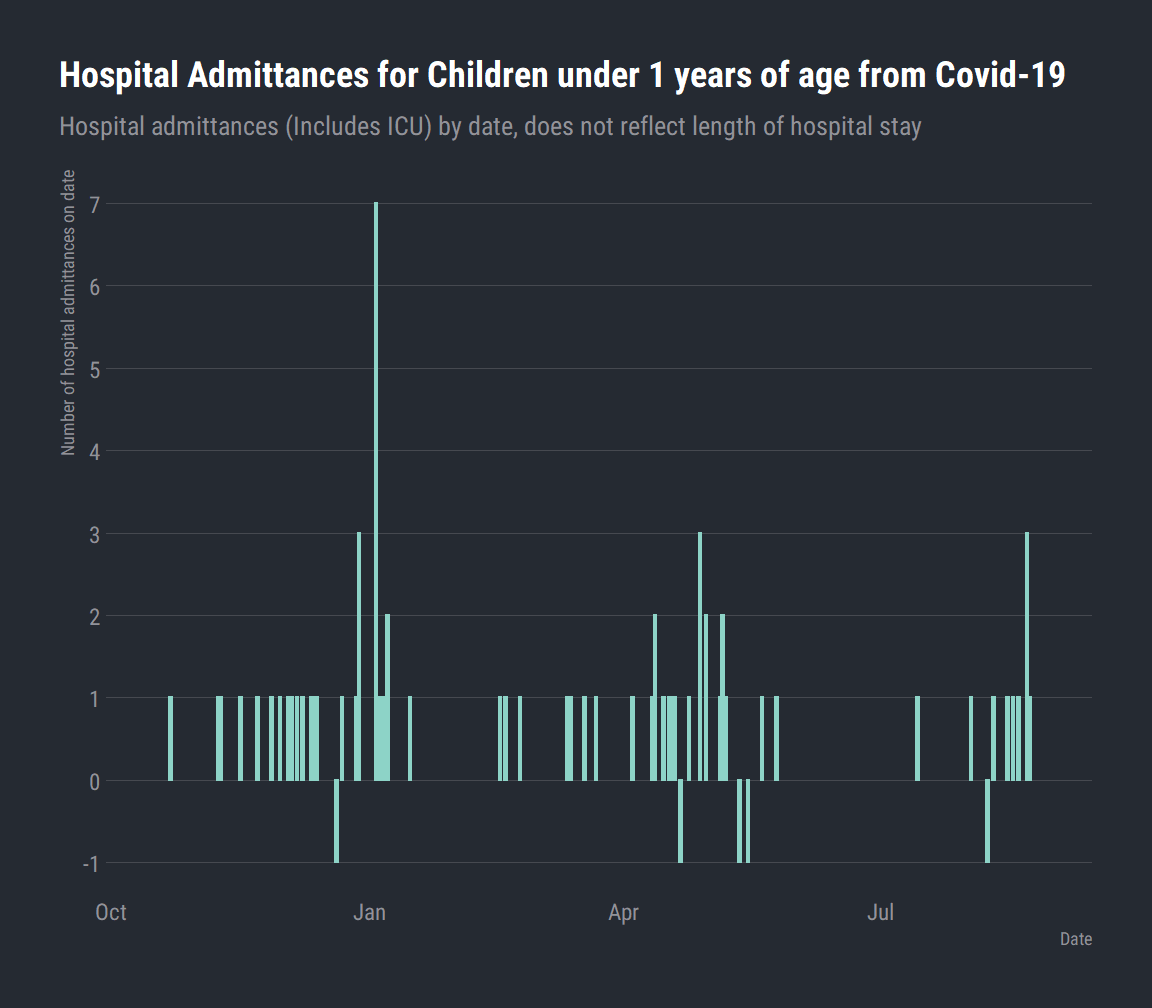 Hospital Admittances for Children under 1 years of age from Covid-19
Hospital admittances (Includes ICU) by date, does not reflect length of hospital stay
Number of hospital admittances on date
7
6
5
4
3
2
1
0
-1
Oct Jan Apr Jul
Date